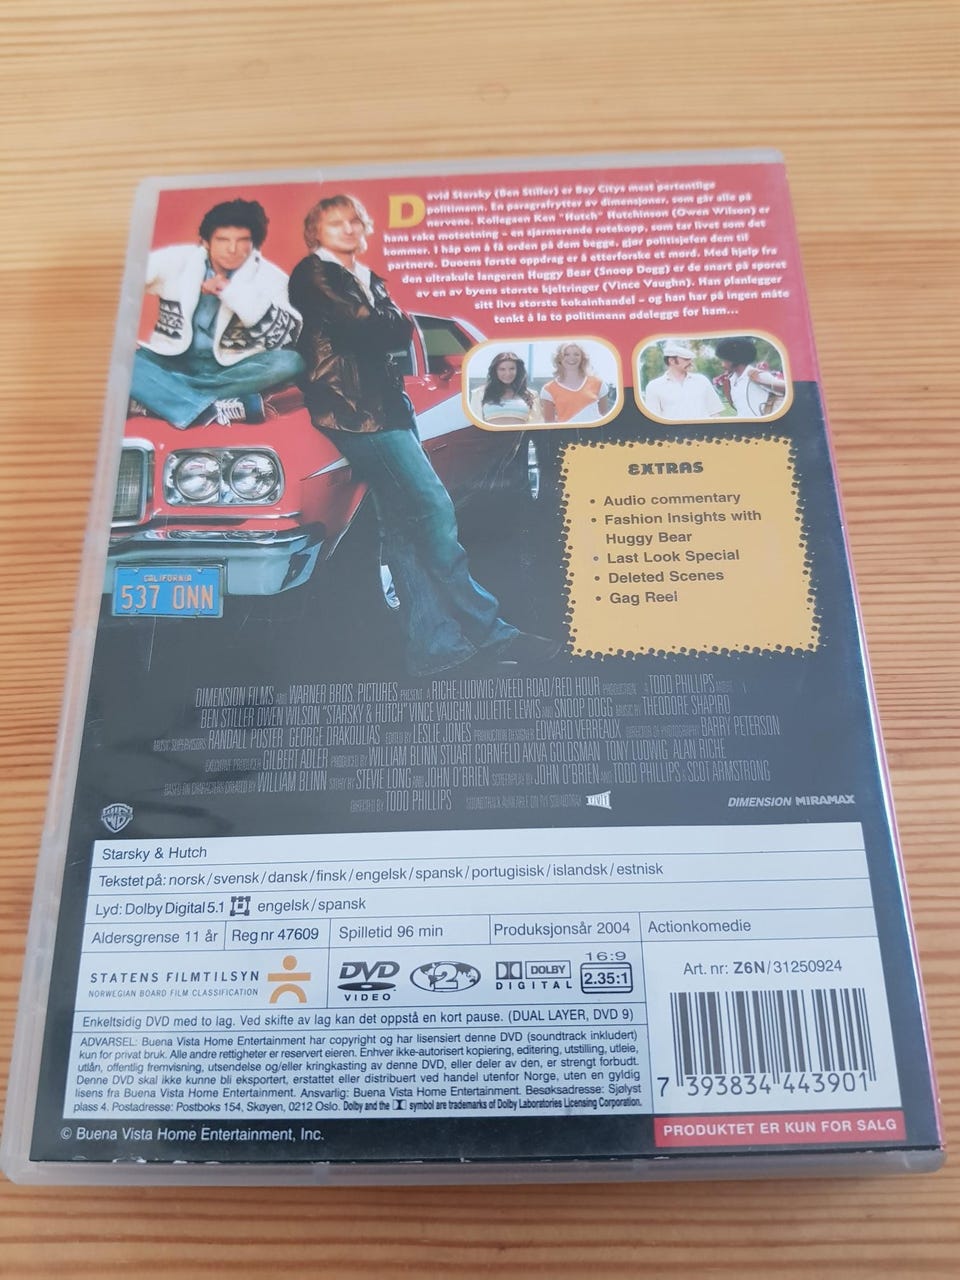 David Starsky (Ben Stiller) er Bay Citys mest pertentlige
politimann. En paragrafrytter av dimensjoner, som går alle på
nervene. Kollegaen Ken "Hutch" Hutchinson (Owen Wilson) er
hans rake motsetning – en sjarmerende rotekopp, som tar livet som det
kommer. I håp om å få orden på dem begge, gjør politisjefen dem til
partnere. Duoens første oppdrag er å etterforske et mord. Med hjelp fra
den ultrakule langeren Huggy Bear (Snoop Dogg) er de snart på sporet
av en av byens største kjeltringer (Vince Vaughn). Han planlegger
sitt livs største kokainhandel – og han har på ingen måte
tenkt å la to politimenn ødelegge for ham...
EXTRAS
• Audio commentary
• Fashion Insights with
Huggy Bear
• Last Look Special
• Deleted Scenes
• Gag Reel
CALIFORNIA
537 ONN
DIMENSION FILMS AND WARNER BROS. PICTURES PRESENT A RICHE-LUDWIG/WEED ROAD/RED HOUR PRODUCTION A TODD PHILLIPS
BEN STILLER OWEN WILSON "STARSKY & HUTCH" VINCE VAUGHN JULIETTE LEWIS AND SNOOP DOGG MUSIC BY THEODORE SHAPIRO
MUSIC SUPERVISORS RANDALL POSTER GEORGE DRAKOULIAS EDITED BY LESLIE JONES PRODUCTION DESIGNER EDWARD VERREAUX DIRECTOR OF PHOTOGRAPHY BARRY PETERSON
EXECUTIVE PRODUCER GILBERT ADLER PRODUCED BY WILLIAM BLINN STUART CORNFELD AKIVA GOLDSMAN TONY LUDWIG ALAN RICHE
BASED ON CHARACTERS CREATED BY WILLIAM BLINN STORY BY STEVIE LONG AND JOHN O'BRIEN SCREENPLAY BY JOHN O'BRIEN AND TODD PHILLIPS & SCOT ARMSTRONG
DIRECTED BY TODD PHILLIPS SOUNDTRACK AVAILABLE ON TVT SOUNDTRAX TVT
WB
DIMENSION MIRAMAX
Starsky & Hutch
Tekstet på: norsk/svensk/dansk/finsk/engelsk/spansk/portugisisk/islandsk/estnisk
Lyd: Dolby Digital 5.1 engelsk/spansk
Aldersgrense 11 år Reg nr 47609 Spilletid 96 min Produksjonsår 2004 Actionkomedie
STATENS FILMTILSYN
NORWEGIAN BOARD FILM CLASSIFICATION
DVD
VIDEO
2
DOLBY
DIGITAL
16:9
2.35:1
Art. nr: Z6N/31250924
Enkeltsidig DVD med to lag. Ved skifte av lag kan det oppstå en kort pause. (DUAL LAYER, DVD 9)
ADVARSEL: Buena Vista Home Entertainment har copyright og har lisensiert denne DVD (soundtrack inkludert)
kun for privat bruk. Alle andre rettigheter er reservert eieren. Enhver ikke-autorisert kopiering, editering, utstilling, utleie,
utlån, offentlig fremvisning, utsendelse og/eller kringkasting av denne DVD, eller deler av den, er strengt forbudt.
Denne DVD skal ikke kunne bli eksportert, erstattet eller distribuert ved handel utenfor Norge, uten en gyldig
lisens fra Buena Vista Home Entertainment. Ansvarlig: Buena Vista Home Entertainment. Besøksadresse: Sjølyst
plass 4. Postadresse: Postboks 154, Skøyen, 0212 Oslo. Dolby and the symbol are trademarks of Dolby Laboratories Licensing Corporation.
7 393834 443901
© Buena Vista Home Entertainment, Inc.
PRODUKTET ER KUN FOR SALG